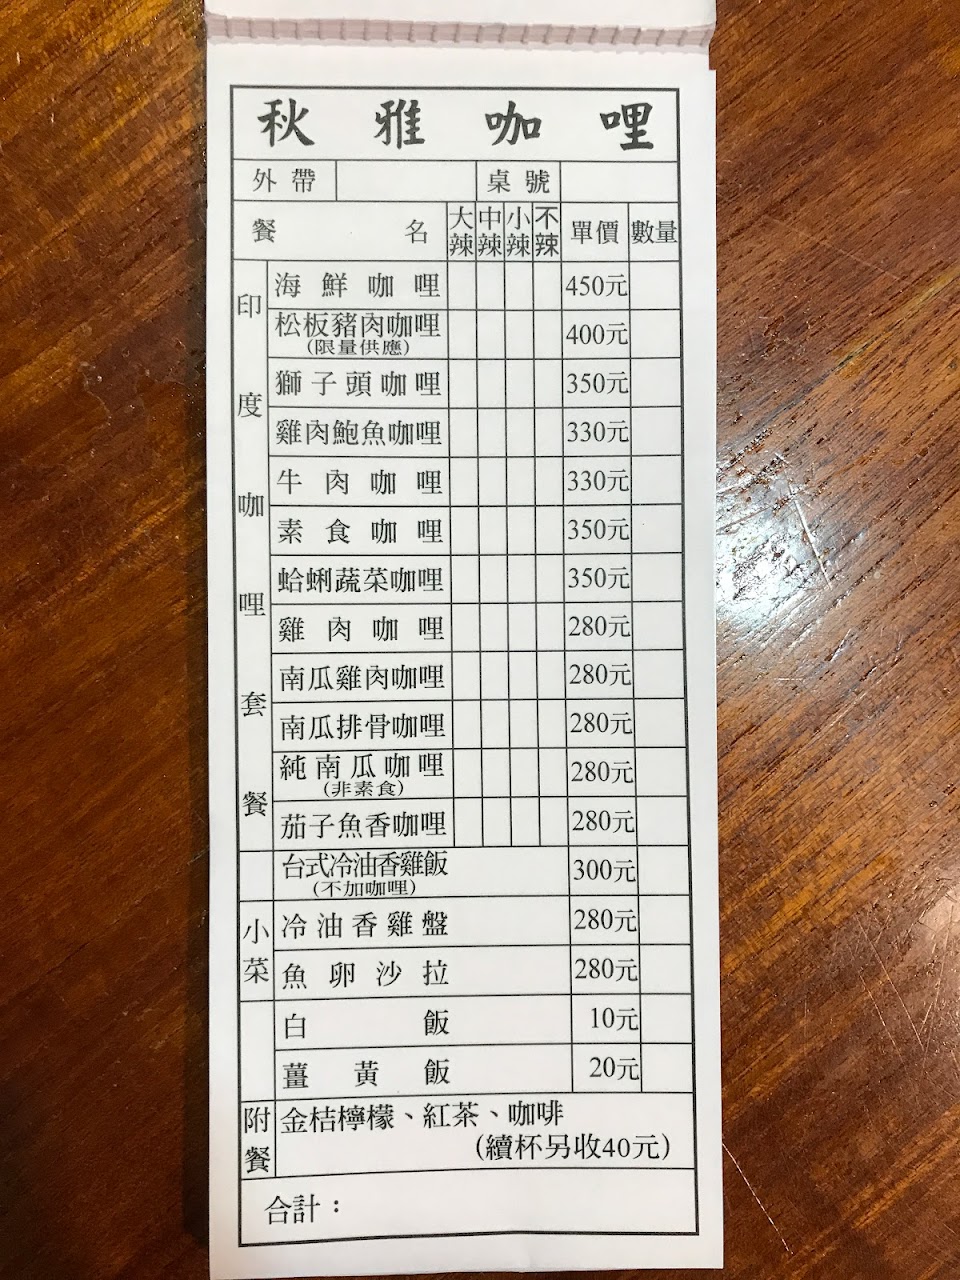 秋雅咖哩
外帶 桌號
餐名 大辣 中辣 小辣 不辣 單價 數量
印度咖哩套餐
海鮮咖哩 450元
松板豬肉咖哩 400元
(限量供應)
獅子頭咖哩 350元
雞肉鮑魚咖哩 330元
牛肉咖哩 330元
素食咖哩 350元
蛤蜊蔬菜咖哩 350元
雞肉咖哩 280元
南瓜雞肉咖哩 280元
南瓜排骨咖哩 280元
純南瓜咖哩 280元
(非素食)
茄子魚香咖哩 280元
台式冷油香雞飯 300元
(不加咖哩)
小菜
冷油香雞盤 280元
魚卵沙拉 280元
白飯 10元
薑黃飯 20元
附餐
金桔檸檬、紅茶、咖啡
(續杯另收40元)
合計：